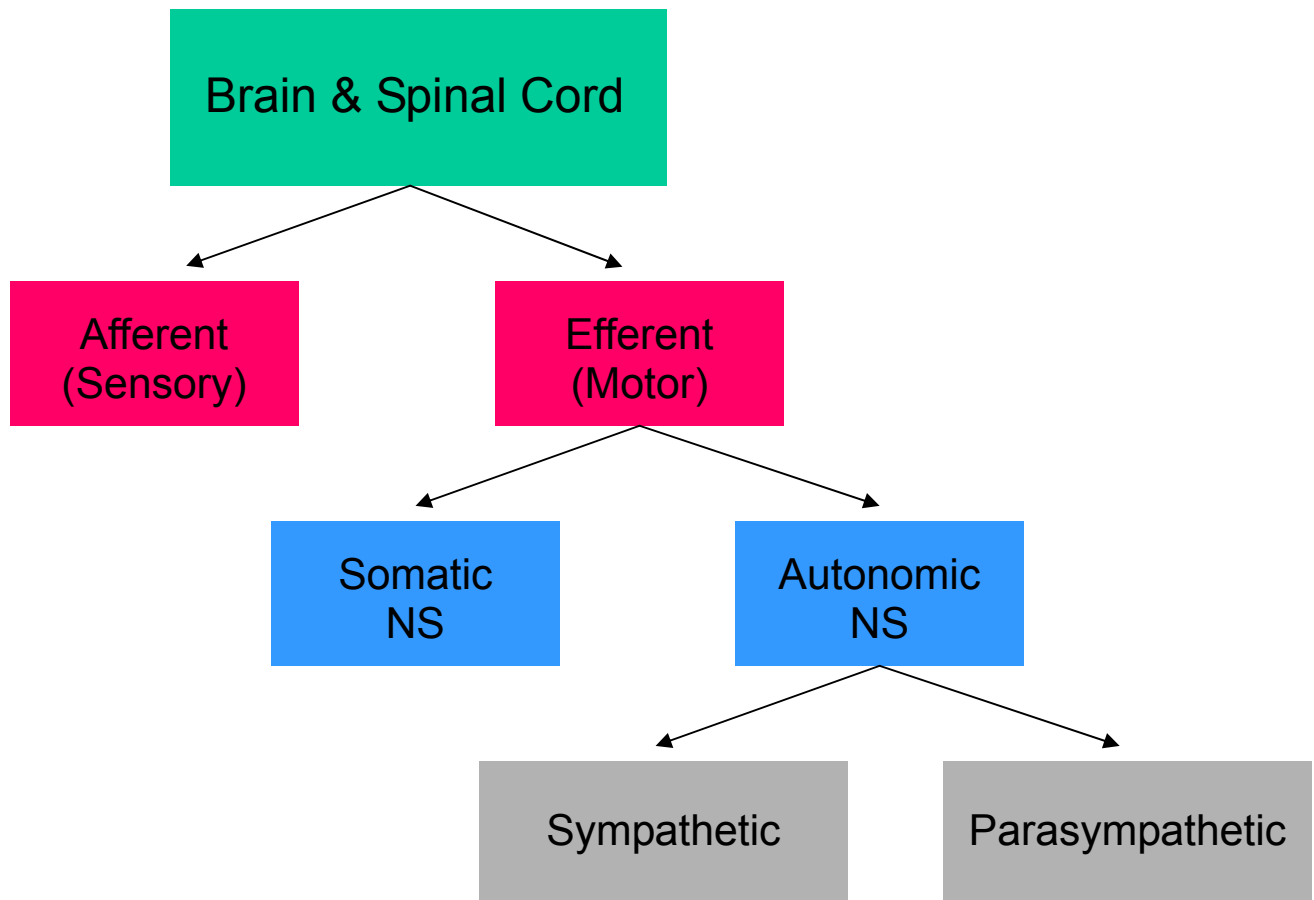 Brain & Spinal Cord
Afferent
(Sensory)
Efferent
(Motor)
Somatic
NS
Autonomic
NS
Sympathetic
Parasympathetic